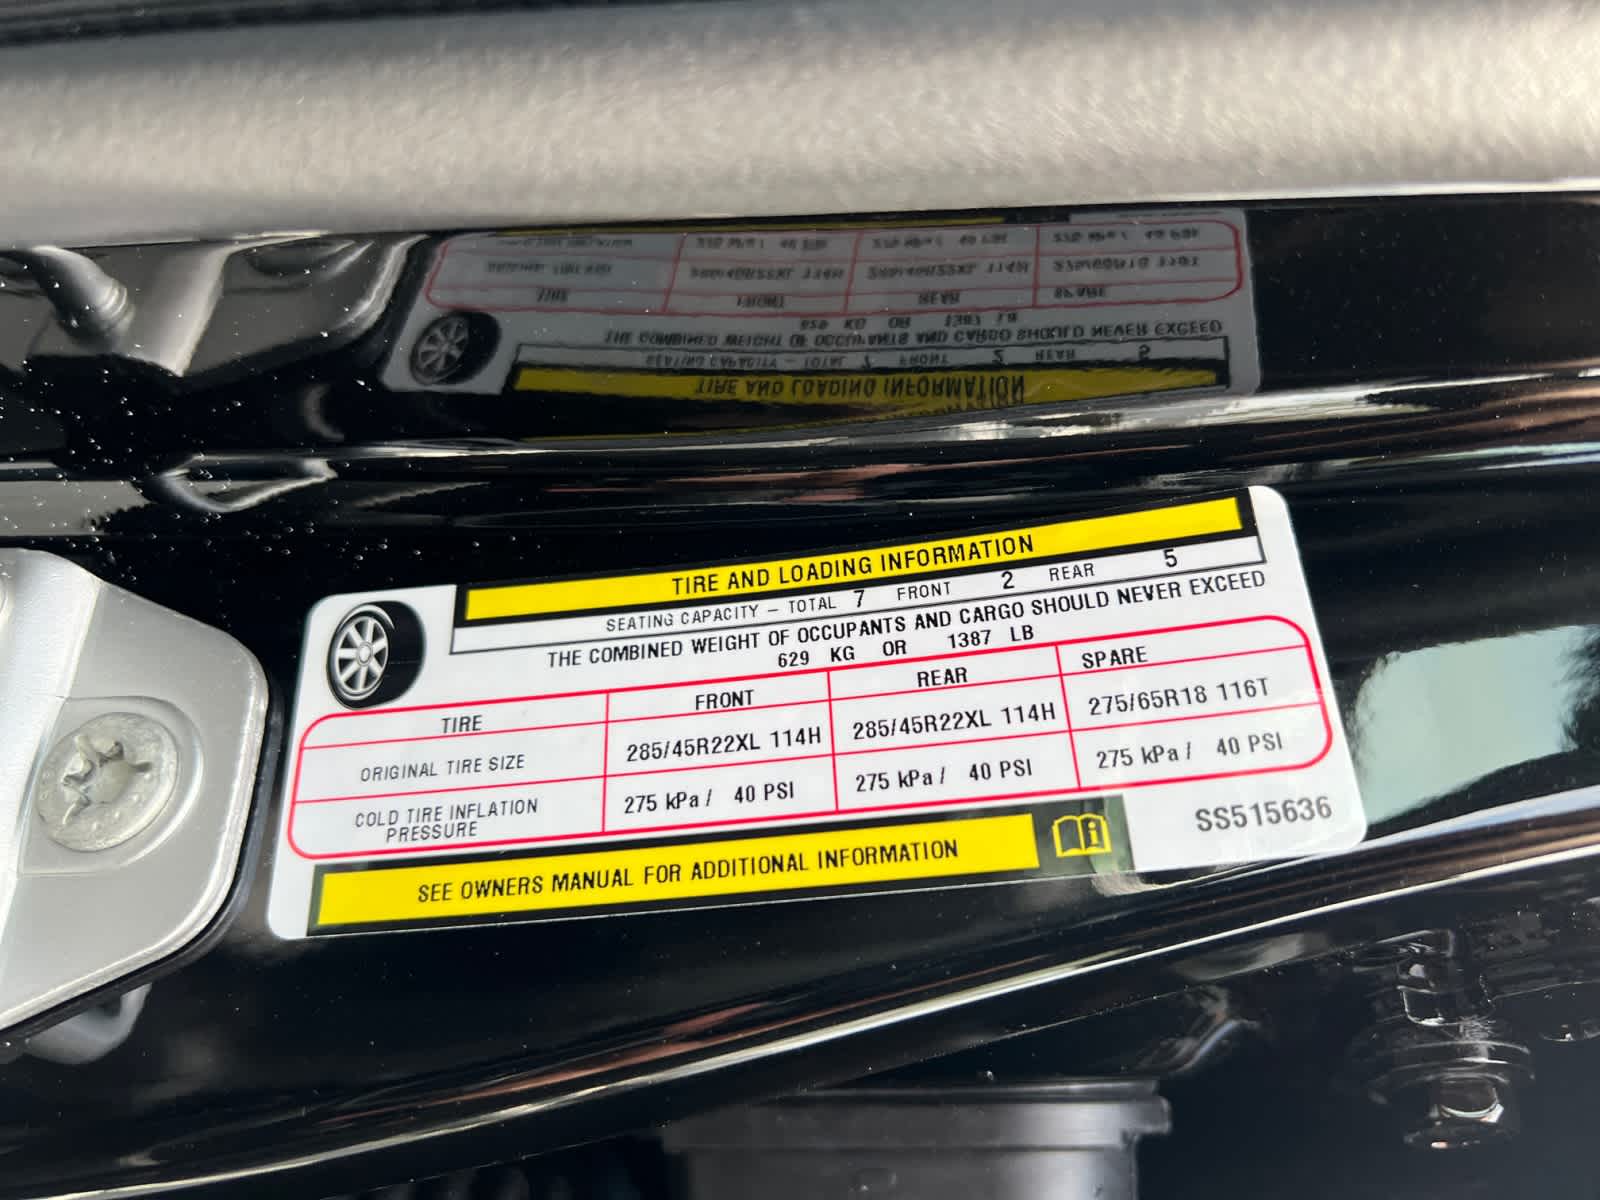 TIRE AND LOADING INFORMATION
SEATING CAPACITY – TOTAL 7 FRONT 2 REAR 5
THE COMBINED WEIGHT OF OCCUPANTS AND CARGO SHOULD NEVER EXCEED
629 KG OR 1387 LB
TIRE FRONT REAR SPARE
ORIGINAL TIRE SIZE 285/45R22XL 114H 285/45R22XL 114H 275/65R18 116T
COLD TIRE INFLATION PRESSURE 275 kPa / 40 PSI 275 kPa / 40 PSI 275 kPa / 40 PSI
SEE OWNERS MANUAL FOR ADDITIONAL INFORMATION
SS515636